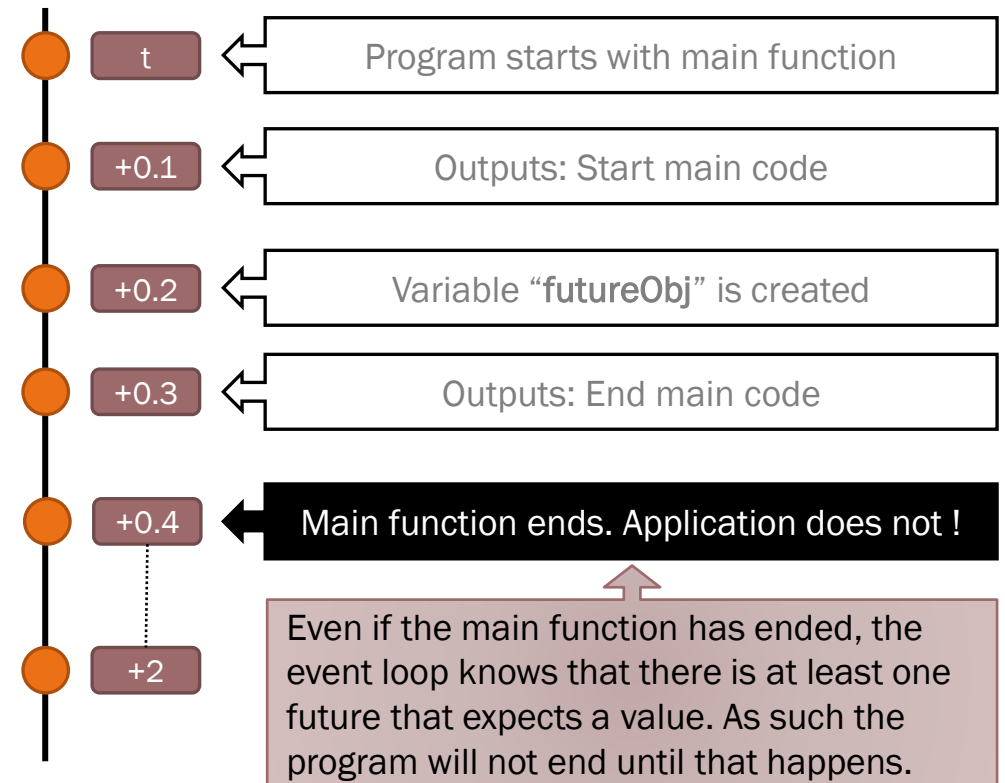 t
Program starts with main function
+0.1
Outputs: Start main code
+0.2
Variable “futureObj” is created
+0.3
Outputs: End main code
+0.4
Main function ends. Application does not !
Even if the main function has ended, the
event loop knows that there is at least one
future that expects a value. As such the
program will not end until that happens.
+2